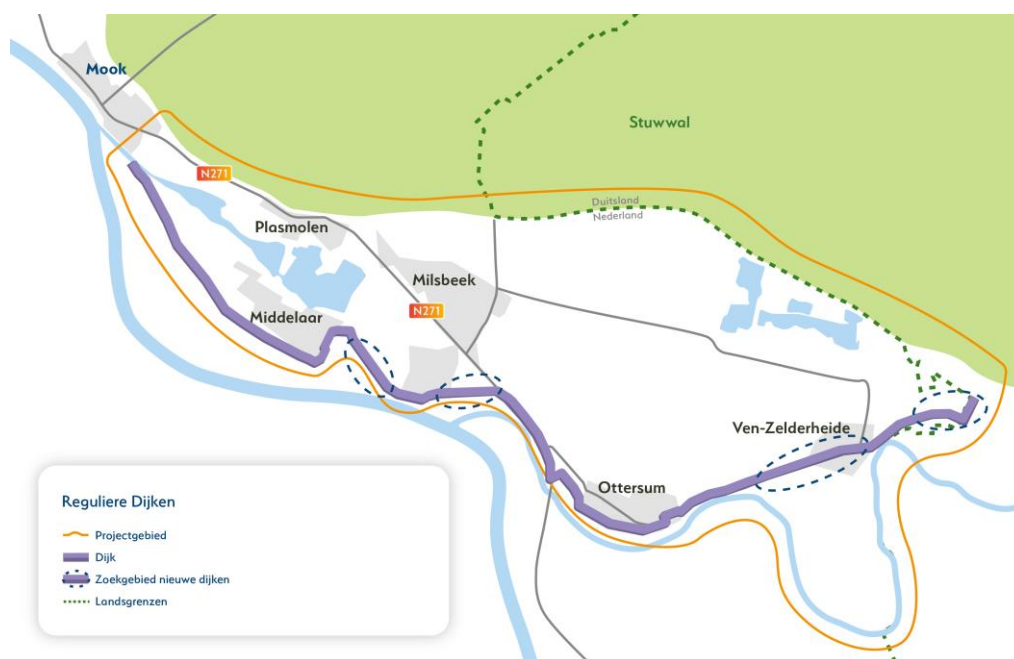 Mook
Stuwwal
N271
Duitsland
Nederland
Plasmolen
Milsbeek
N271
Middelaar
Ven-Zelderheide
Ottersum
Reguliere Dijken
Projectgebied
Dijk
Zoekgebied nieuwe dijken
Landsgrenzen